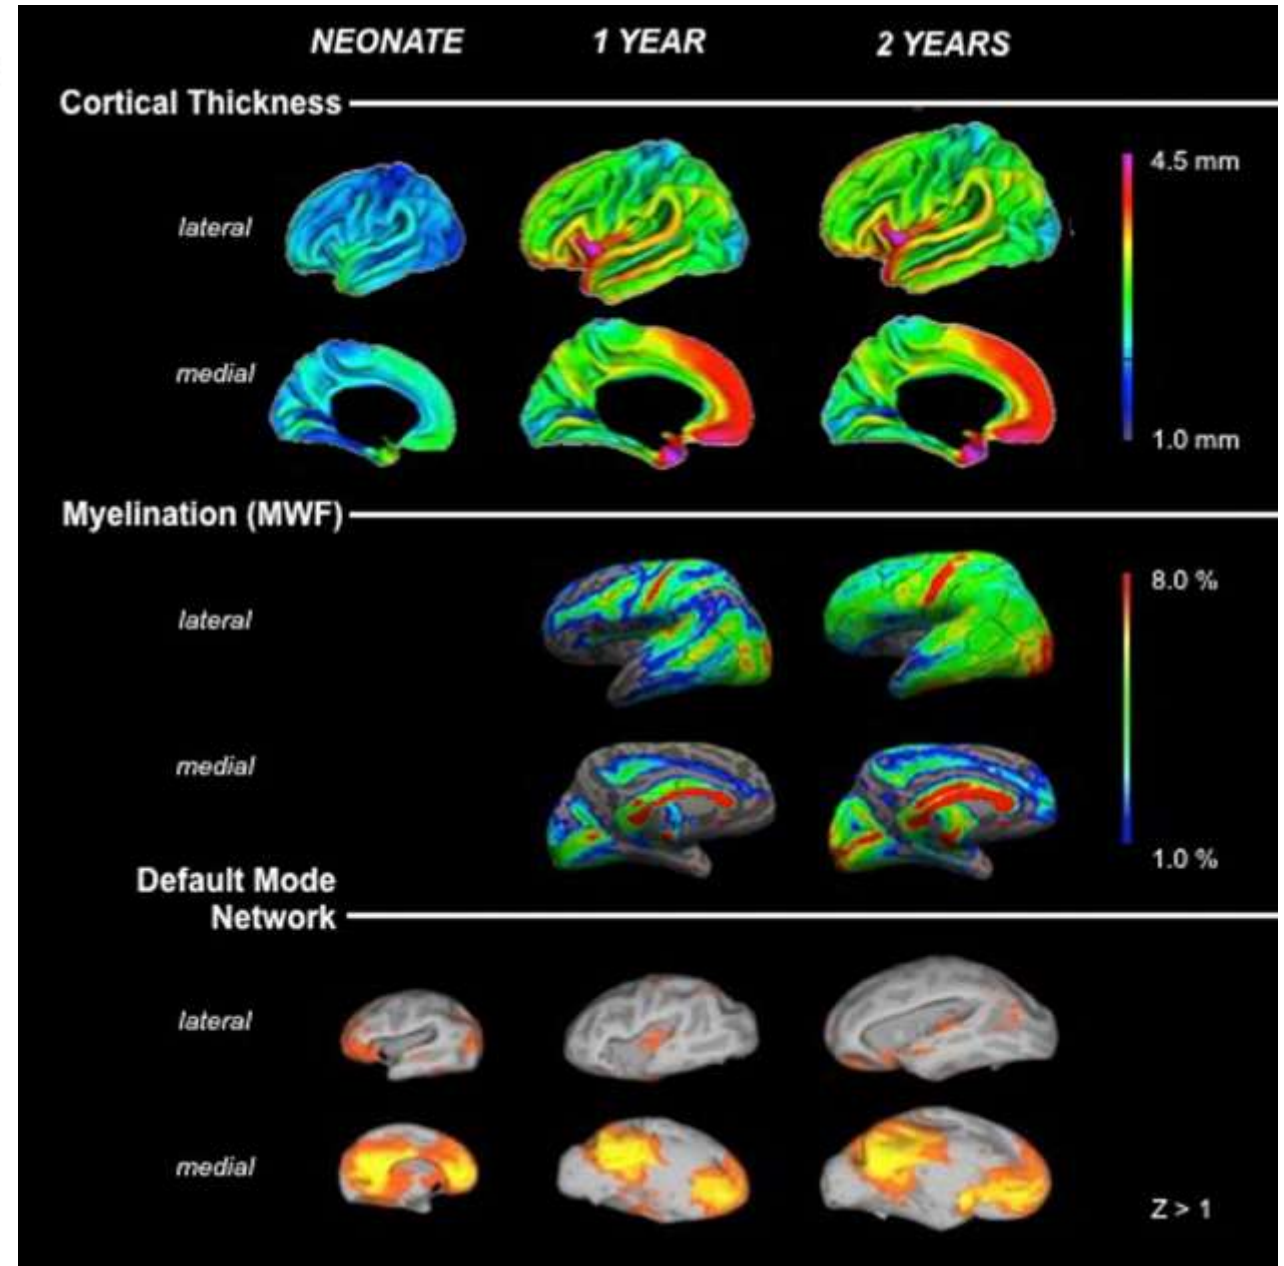 NEONATE 1 YEAR 2 YEARS
Cortical Thickness
4.5 mm
lateral
medial
1.0 mm
Myelination (MWF)
8.0 %
lateral
medial
1.0 %
Default Mode
Network
lateral
medial
Z > 1